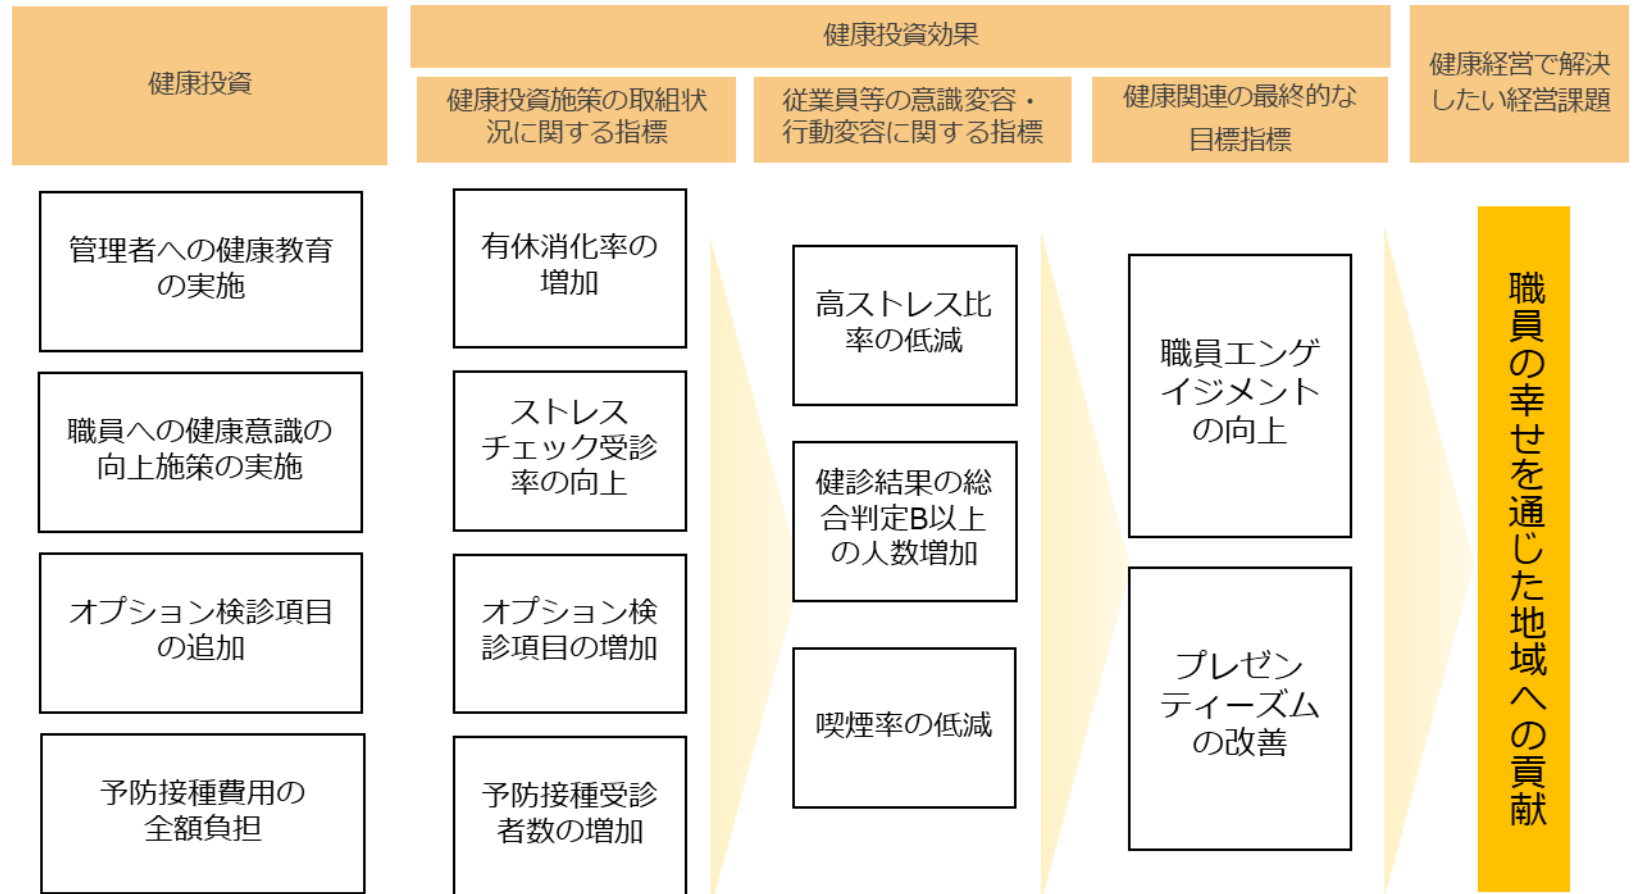 健康投資
健康投資効果
健康投資施策の取組状
況に関する指標
従業員等の意識変容・
行動変容に関する指標
健康関連の最終的な
目標指標
健康経営で解決
したい経営課題
管理者への健康教育
の実施
職員への健康意識の
向上施策の実施
オプション検診項目
の追加
予防接種費用の
全額負担
有休消化率の
増加
ストレス
チェック受診
率の向上
オプション検
診項目の増加
予防接種受診
者数の増加
高ストレス比
率の低減
健診結果の総
合判定B以上
の人数増加
喫煙率の低減
職員エンゲ
イジメント
の向上
プレゼン
ティーズム
の改善
職員の幸せを通じた地域への貢献